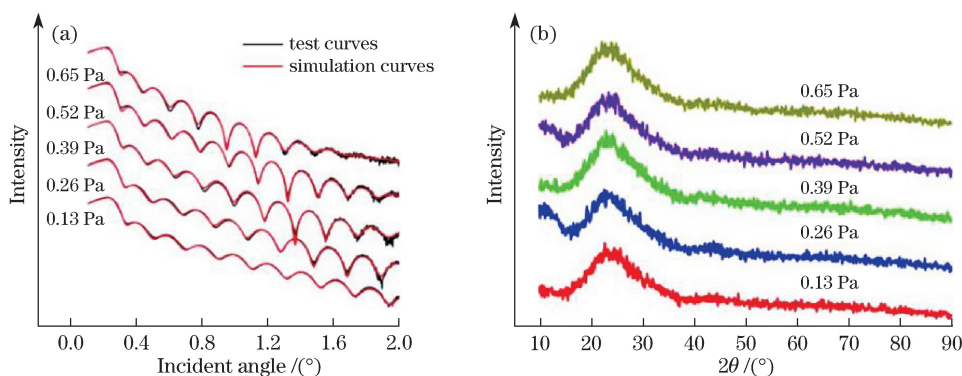 (a)
test curves
simulation curves
0.65 Pa
0.52 Pa
0.39 Pa
0.26 Pa
0.13 Pa
Intensity
0.0 0.4 0.8 1.2 1.6 2.0
Incident angle /(°)
(b)
0.65 Pa
0.52 Pa
0.39 Pa
0.26 Pa
0.13 Pa
Intensity
10 20 30 40 50 60 70 80 90
2θ /(°)